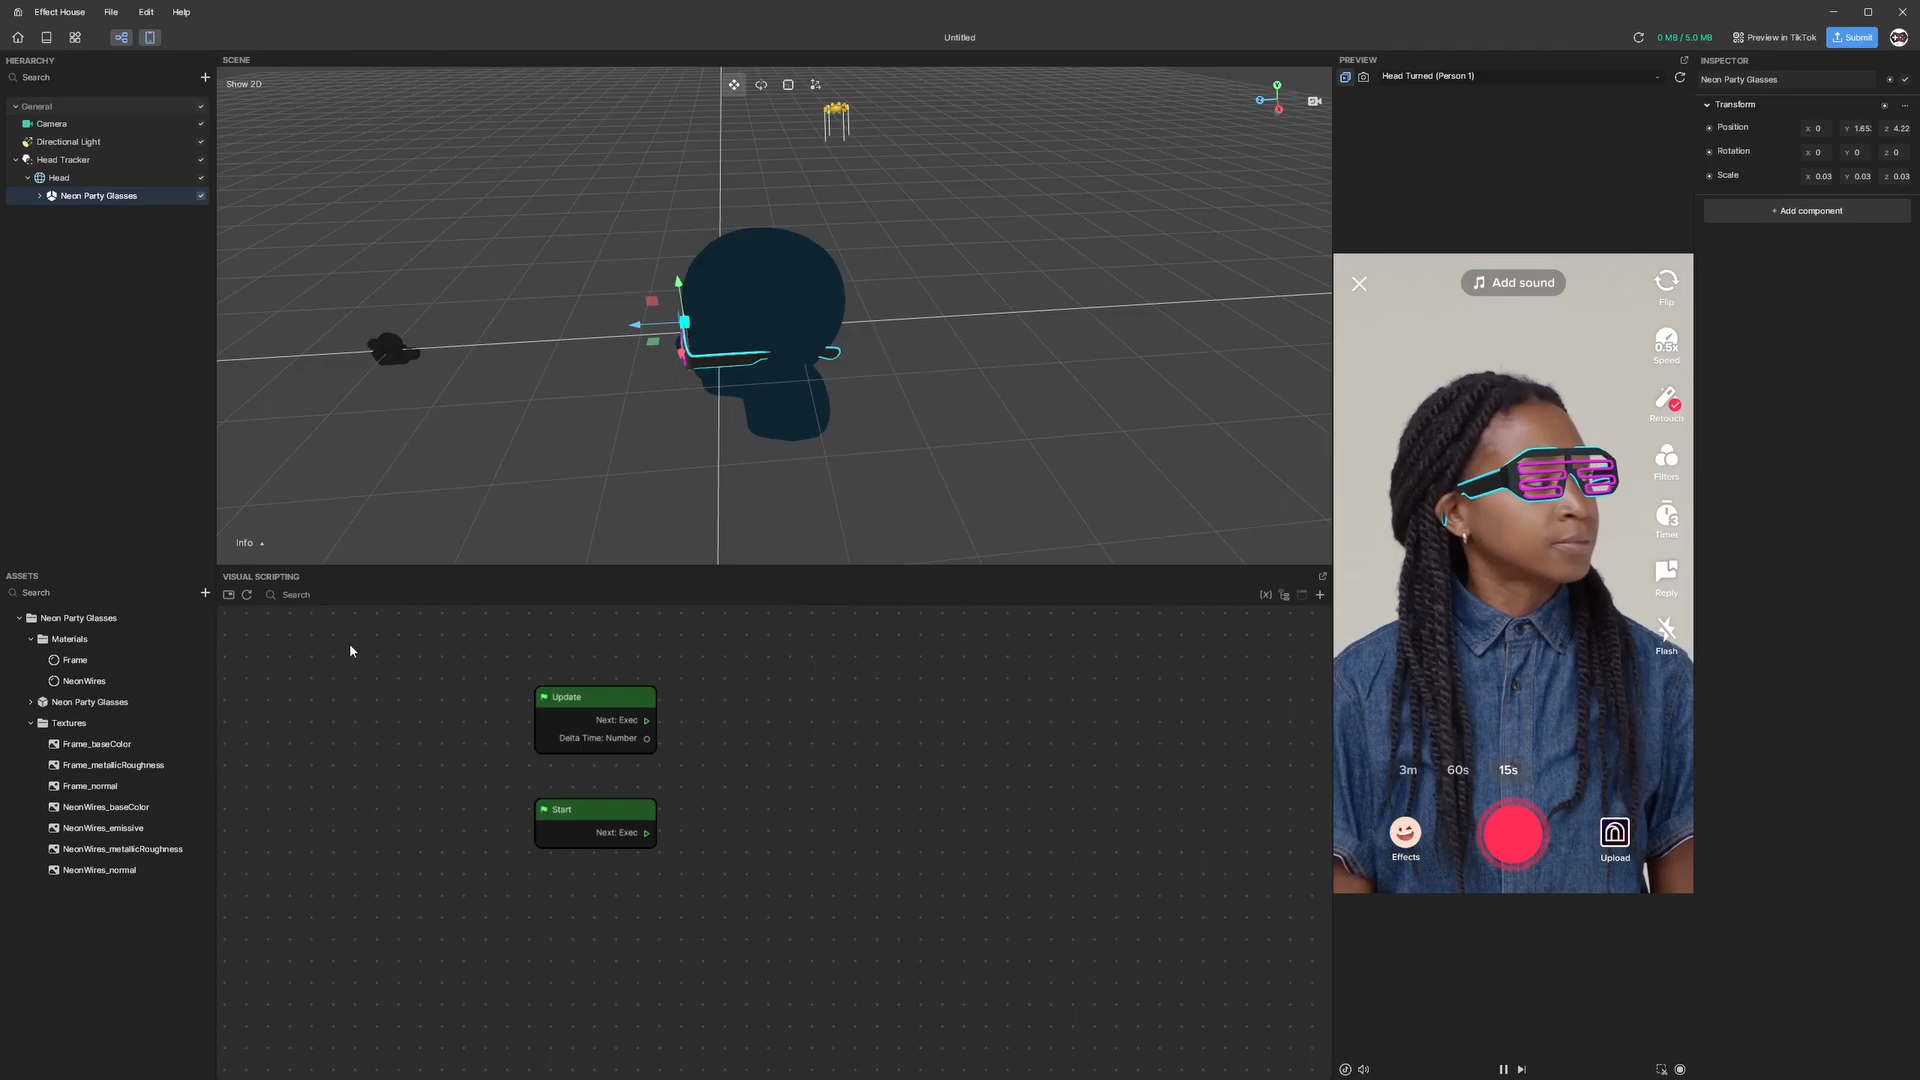 Effect House File Edit Help
Untitled
0 MB / 5.0 MB Preview in TikTok Submit
HIERARCHY
Search
General
Camera
Directional Light
Head Tracker
Head
Neon Party Glasses
SCENE
Show 2D
Info
ASSETS
Search
Neon Party Glasses
Materials
Frame
NeonWires
Neon Party Glasses
Textures
Frame_baseColor
Frame_metallicRoughness
Frame_normal
NeonWires_baseColor
NeonWires_emissive
NeonWires_metallicRoughness
NeonWires_normal
VISUAL SCRIPTING
Search
(X)
Update
Next: Exec
Delta Time: Number
Start
Next: Exec
PREVIEW
Head Turned (Person 1)
Add sound
Flip
0.5x
Speed
Retouch
Filters
3
Timer
Reply
Flash
3m 60s 15s
Effects
Upload
INSPECTOR
Neon Party Glasses
Transform
Position X 0 Y 1.65: Z 4.22
Rotation X 0 Y 0 Z 0
Scale X 0.03 Y 0.03 Z 0.03
+ Add component